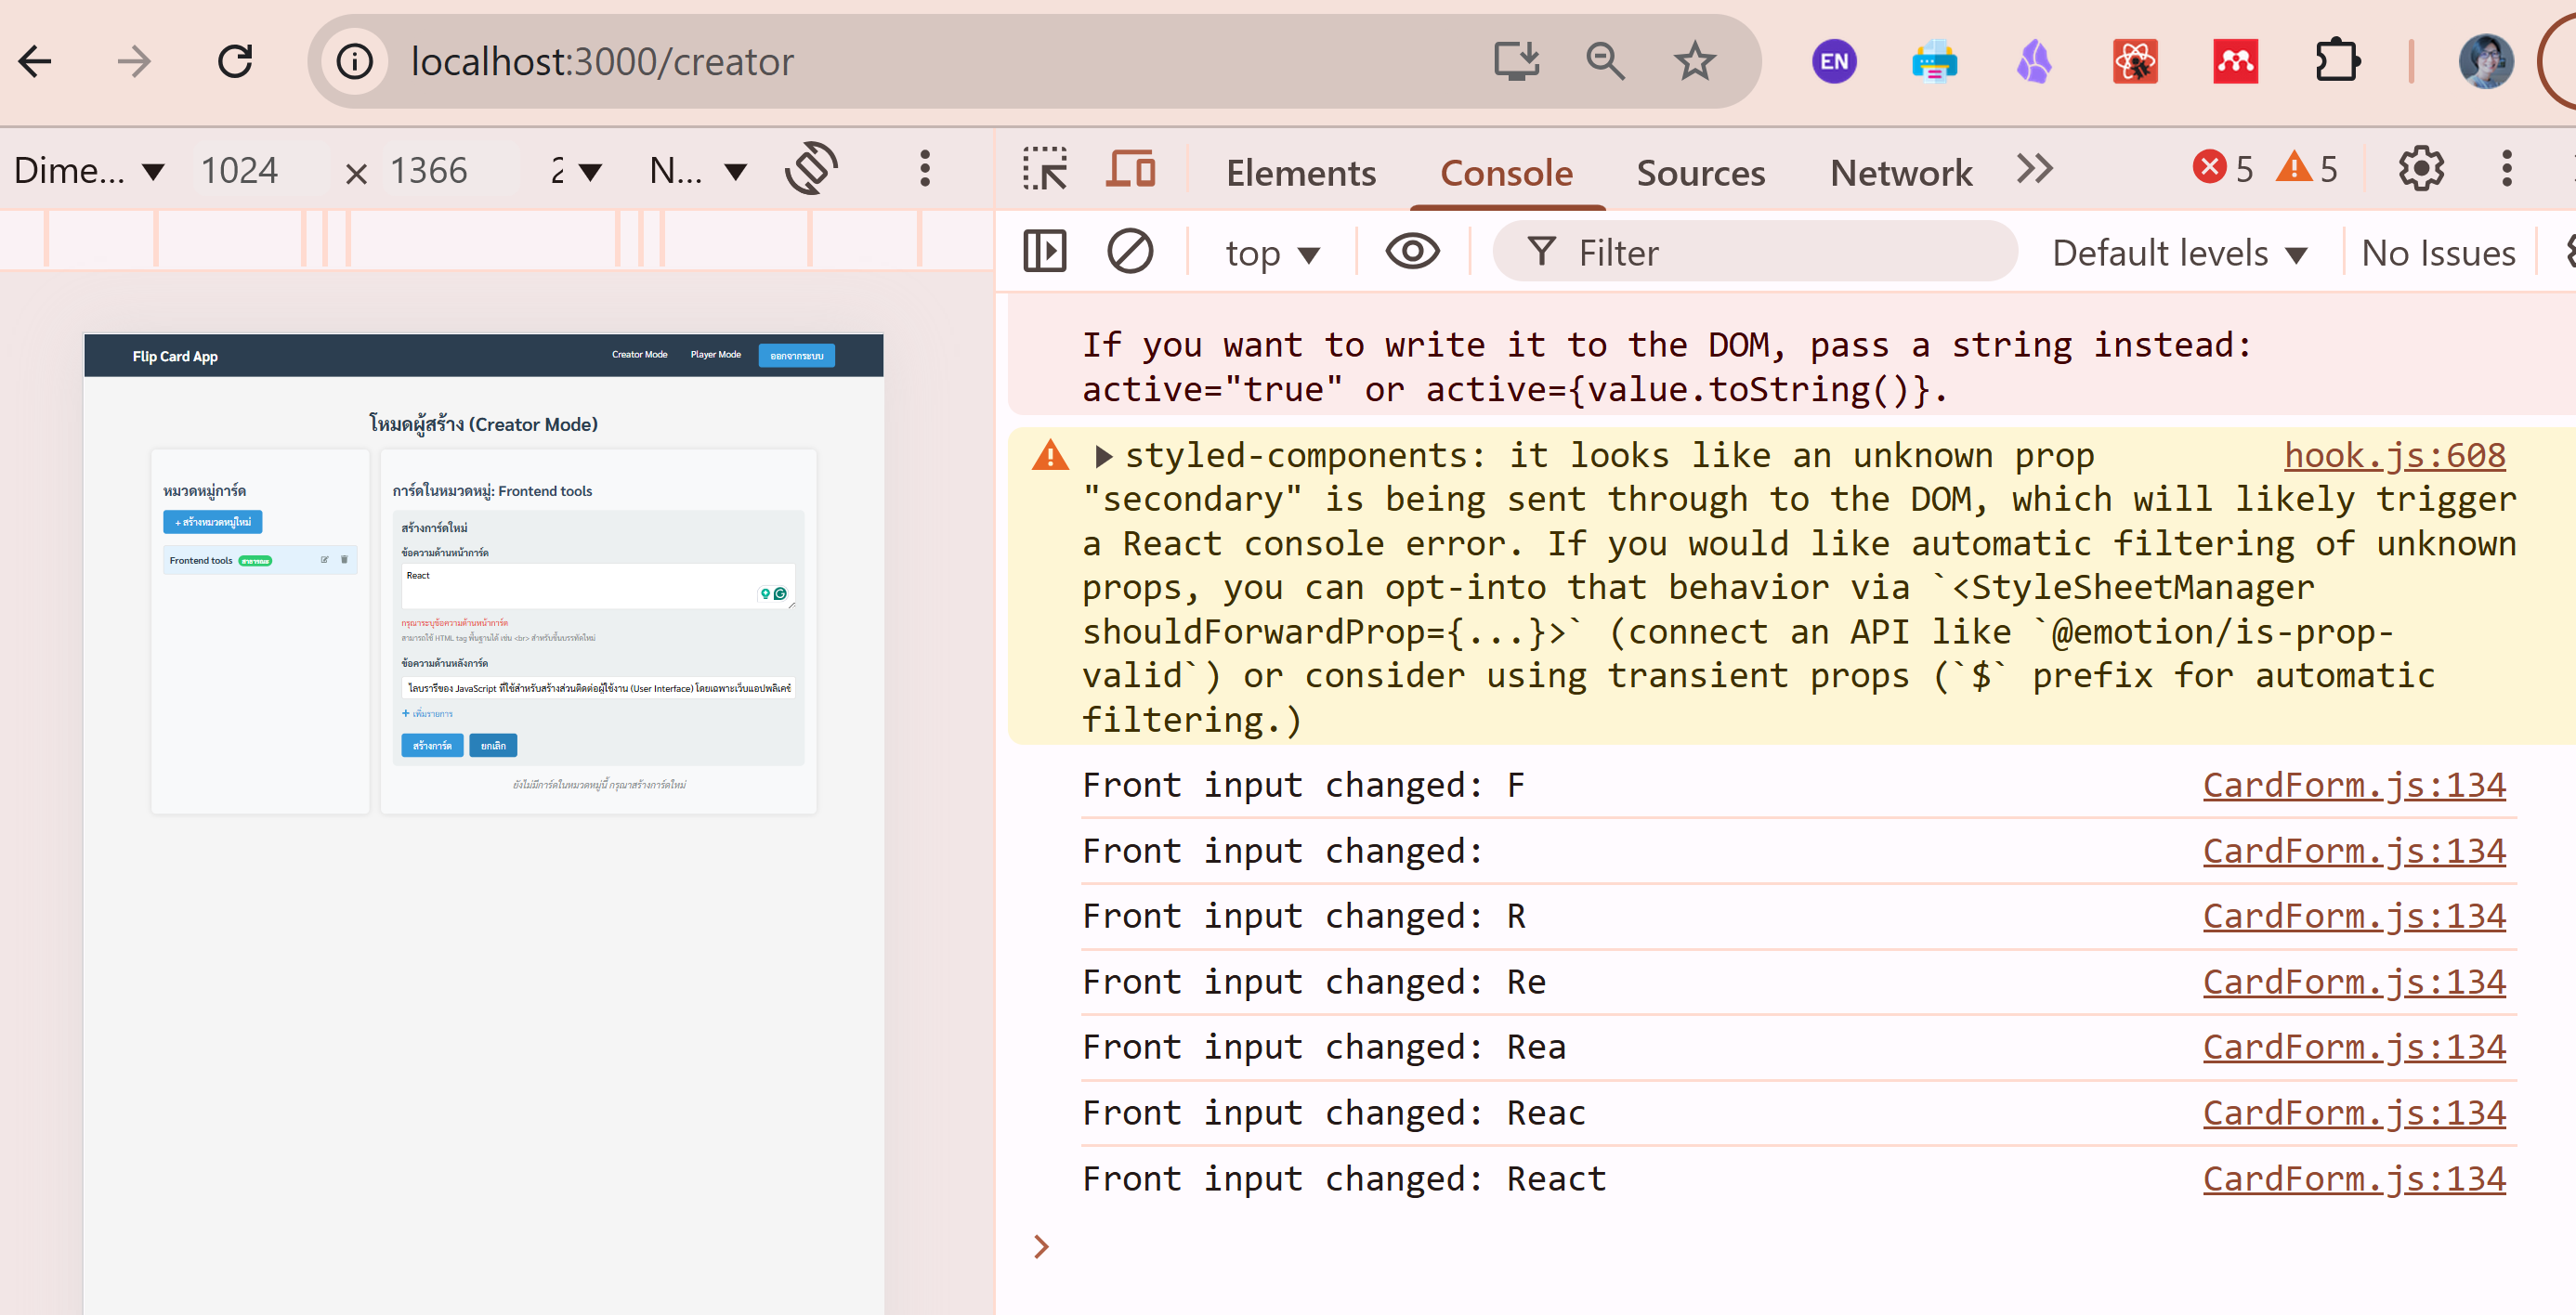 localhost:3000/creator
EN
Dime...
1024
×
1366
N...
Elements
Console
Sources
Network
5
5
top
Filter
Default levels
No Issues
If you want to write it to the DOM, pass a string instead:
active="true" or active={value.toString()}.
styled-components: it looks like an unknown prop
hook.js:608
"secondary" is being sent through to the DOM, which will likely trigger
a React console error. If you would like automatic filtering of unknown
props, you can opt-into that behavior via `<StyleSheetManager
shouldForwardProp={...}>` (connect an API like `@emotion/is-prop-
valid`) or consider using transient props (`$` prefix for automatic
filtering.)
Front input changed: F
CardForm.js:134
Front input changed:
CardForm.js:134
Front input changed: R
CardForm.js:134
Front input changed: Re
CardForm.js:134
Front input changed: Rea
CardForm.js:134
Front input changed: Reac
CardForm.js:134
Front input changed: React
CardForm.js:134
Flip Card App
Creator Mode
Player Mode
ออกจากระบบ
โหมดผู้สร้าง (Creator Mode)
หมวดหมู่การ์ด
+ สร้างหมวดหมู่ใหม่
Frontend tools
สาธารณะ
การ์ดในหมวดหมู่: Frontend tools
สร้างการ์ดใหม่
ข้อความด้านหน้าการ์ด
React
กรุณาระบุข้อความด้านหน้าการ์ด
สามารถใช้ HTML tag พื้นฐานได้ เช่น <br> สำหรับขึ้นบรรทัดใหม่
ข้อความด้านหลังการ์ด
ไลบรารีของ JavaScript ที่ใช้สำหรับสร้างส่วนติดต่อผู้ใช้งาน (User Interface) โดยเฉพาะเว็บแอปพลิเคชั
+ เพิ่มรายการ
สร้างการ์ด
ยกเลิก
ยังไม่มีการ์ดในหมวดหมู่นี้ กรุณาสร้างการ์ดใหม่